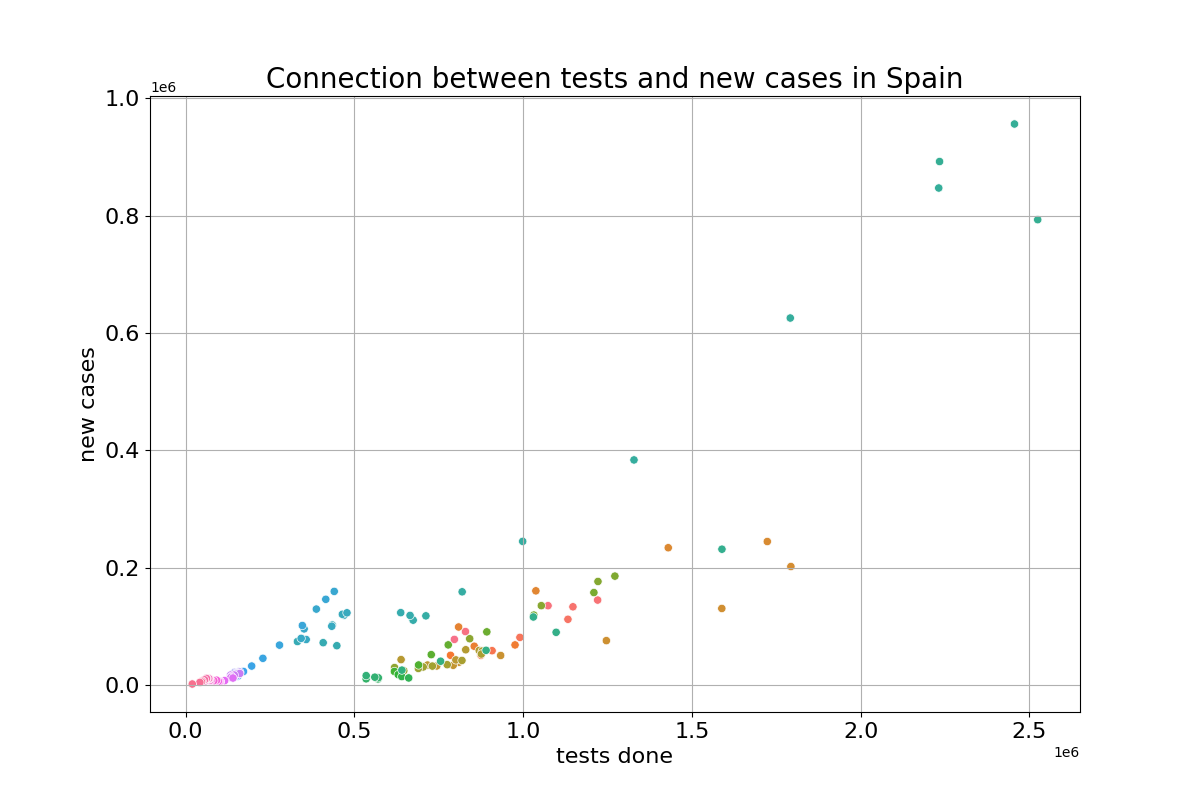 Connection between tests and new cases in Spain
1e6
1.0
0.8
0.6
0.4
0.2
0.0
new cases
0.0 0.5 1.0 1.5 2.0 2.5
tests done
1e6